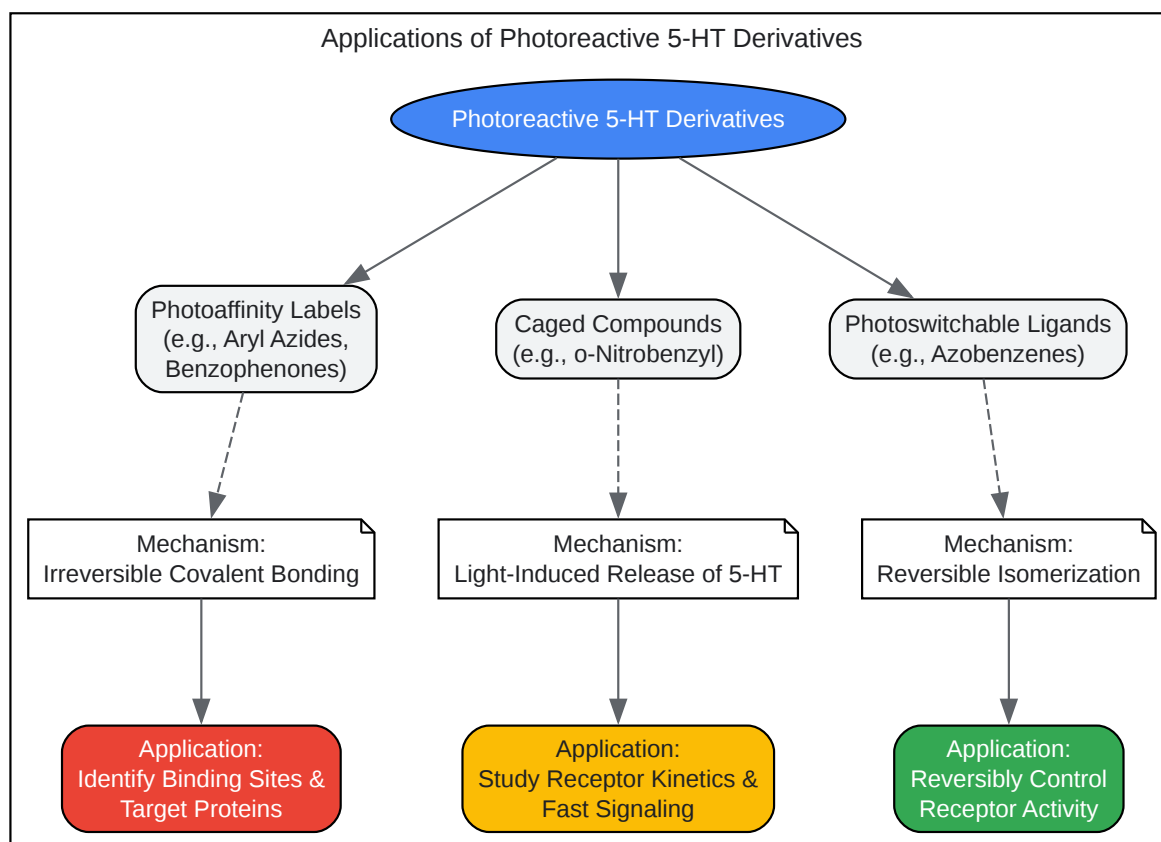 Applications of Photoreactive 5-HT Derivatives
Photoreactive 5-HT Derivatives
Photoaffinity Labels
(e.g., Aryl Azides,
Benzophenones)
Caged Compounds
(e.g., o-Nitrobenzyl)
Photoswitchable Ligands
(e.g., Azobenzenes)
Mechanism:
Irreversible Covalent Bonding
Mechanism:
Light-Induced Release of 5-HT
Mechanism:
Reversible Isomerization
Application:
Identify Binding Sites &
Target Proteins
Application:
Study Receptor Kinetics &
Fast Signaling
Application:
Reversibly Control
Receptor Activity